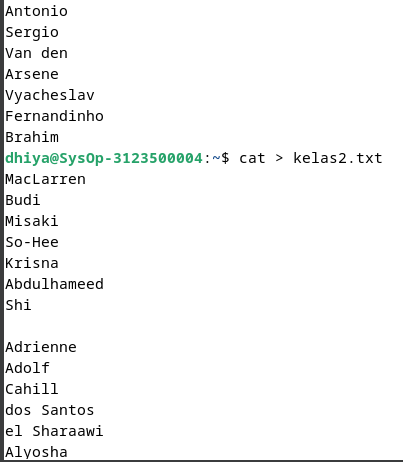 Antonio
Sergio
Van den
Arsene
Vyacheslav
Fernandinho
Brahim
dhiya@SysOp-3123500004:~$ cat > kelas2.txt
MacLarren
Budi
Misaki
So-Hee
Krisna
Abdulhameed
Shi

Adrienne
Adolf
Cahill
dos Santos
el Sharaawi
Alyosha